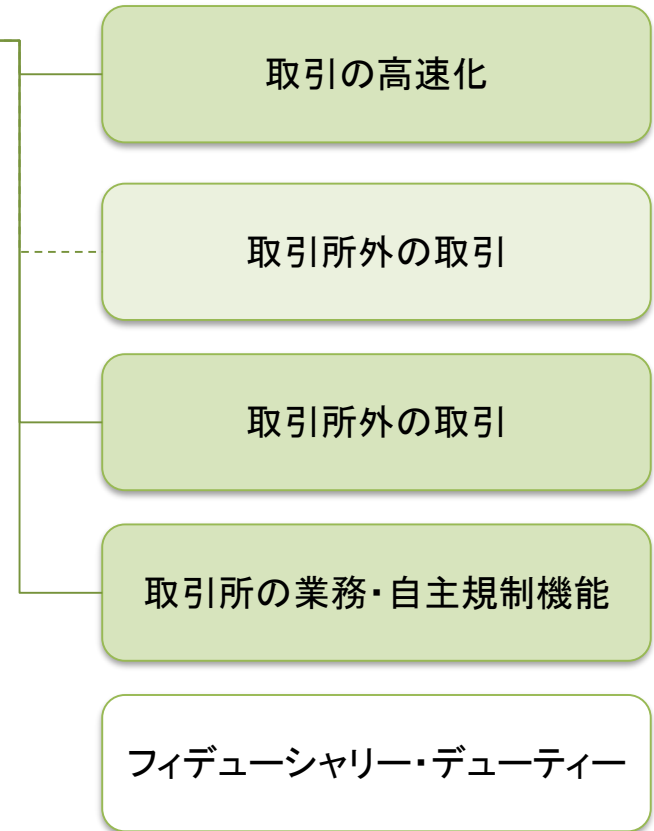 取引の高速化
取引所外の取引
取引所外の取引
取引所の業務・自主規制機能
フィデューシャリー・デューティー